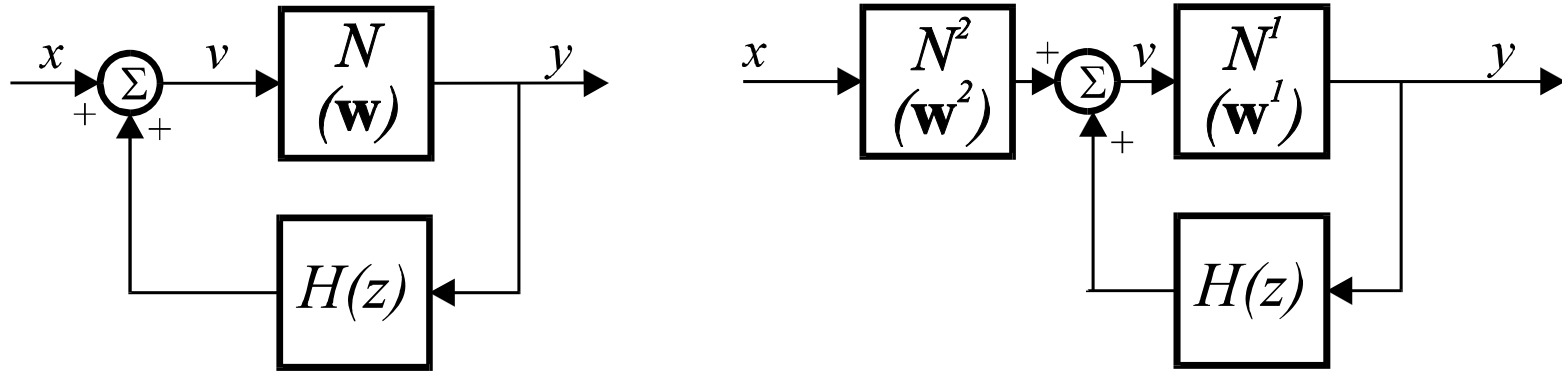 x
+
Σ
+
v
N
(w)
y
H(z)
x
N²
(w²)
+
Σ
+
v
N¹
(w¹)
y
H(z)